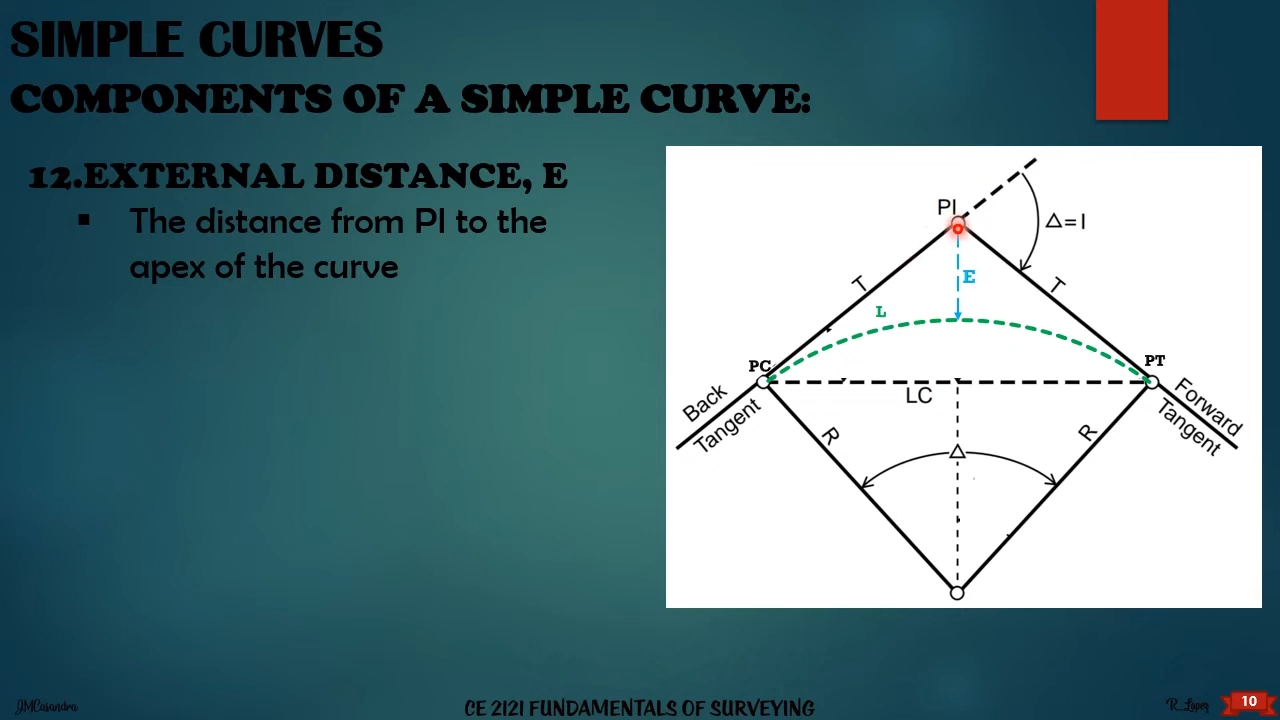 SIMPLE CURVES
COMPONENTS OF A SIMPLE CURVE:
12.EXTERNAL DISTANCE, E
▪ The distance from PI to the
apex of the curve
PI
Δ=I
E
T
T
L
PC
PT
LC
Back
Tangent
Forward
Tangent
R
R
Δ
JMCasandra
CE 2121 FUNDAMENTALS OF SURVEYING
R_Lopez
10